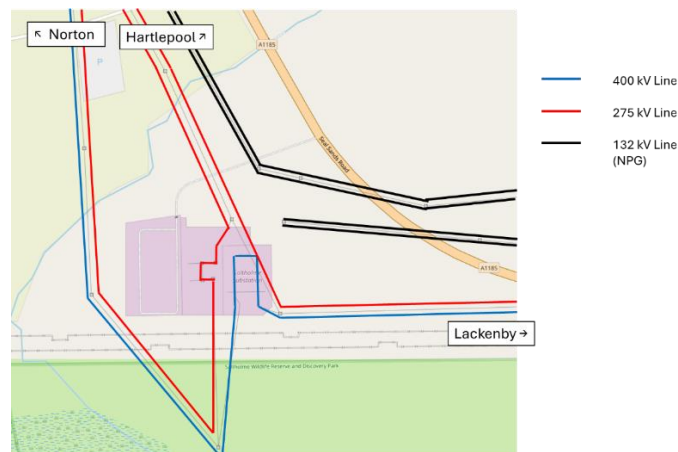 ↖ Norton
Hartlepool ↗
A1185
P
Seal Sands Road
400 kV Line
275 kV Line
132 kV Line
(NPG)
A1185
Lackenby →
Saltholme Wildlife Reserve and Discovery Park